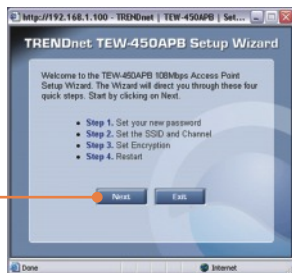 http://192.168.1.100 - TRENDnet | TEW-450APB | Set...
TRENDnet TEW-450APB Setup Wizard
Welcome to the TEW-450APB 108Mbps Access Point
Setup Wizard. The Wizard will direct you through these four
quick steps. Start by clicking on Next.
Step 1. Set your new password
Step 2. Set the SSID and Channel
Step 3. Set Encryption
Step 4. Restart
Next Exit
Done Internet